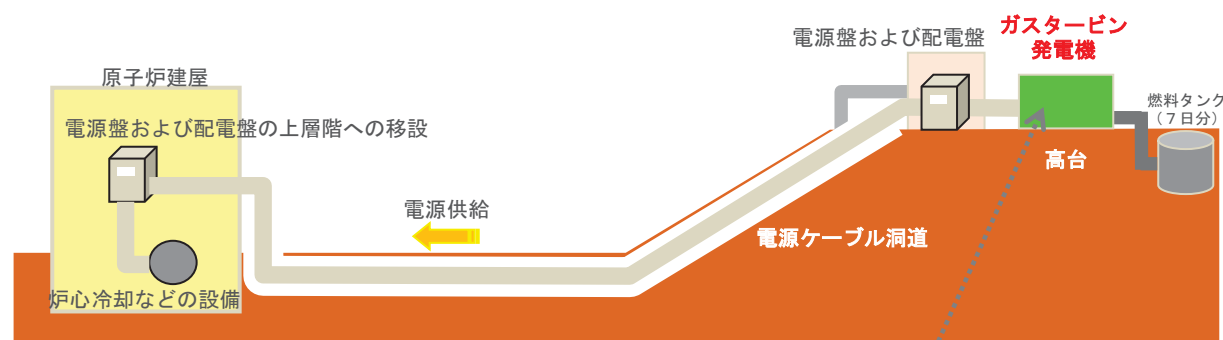 ガスタービン
発電機
電源盤および配電盤
原子炉建屋
燃料タンク
（７日分）
電源盤および配電盤の上層階への移設
高台
電源供給
電源ケーブル洞道
炉心冷却などの設備